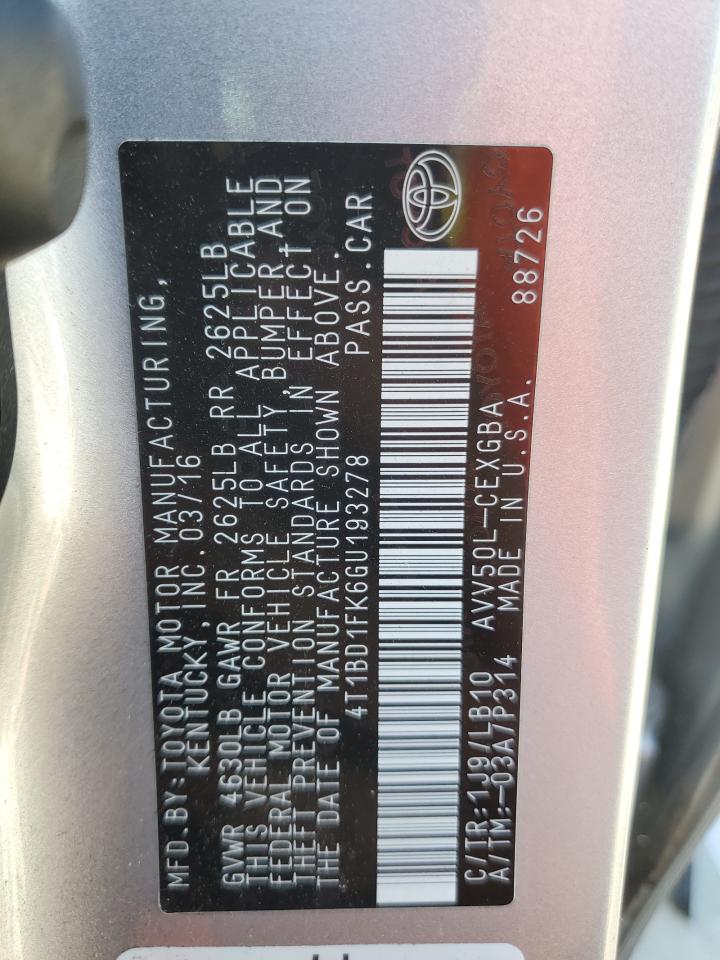 MFD.BY:TOYOTA MOTOR MANUFACTURING,
KENTUCKY, INC. 03/16
GVWR 4630LB GAWR FR 2625LB RR 2625LB
THIS VEHICLE CONFORMS TO ALL APPLICABLE
FEDERAL MOTOR VEHICLE SAFETY, BUMPER AND
THEFT PREVENTION STANDARDS IN EFFECT ON
THE DATE OF MANUFACTURE SHOWN ABOVE.
4T1BD1FK6GU193278 PASS.CAR
C/TR:1J9/LB10 AVV50L-CEXGBA 88726
A/TM:-03A/P314 MADE IN U.S.A.